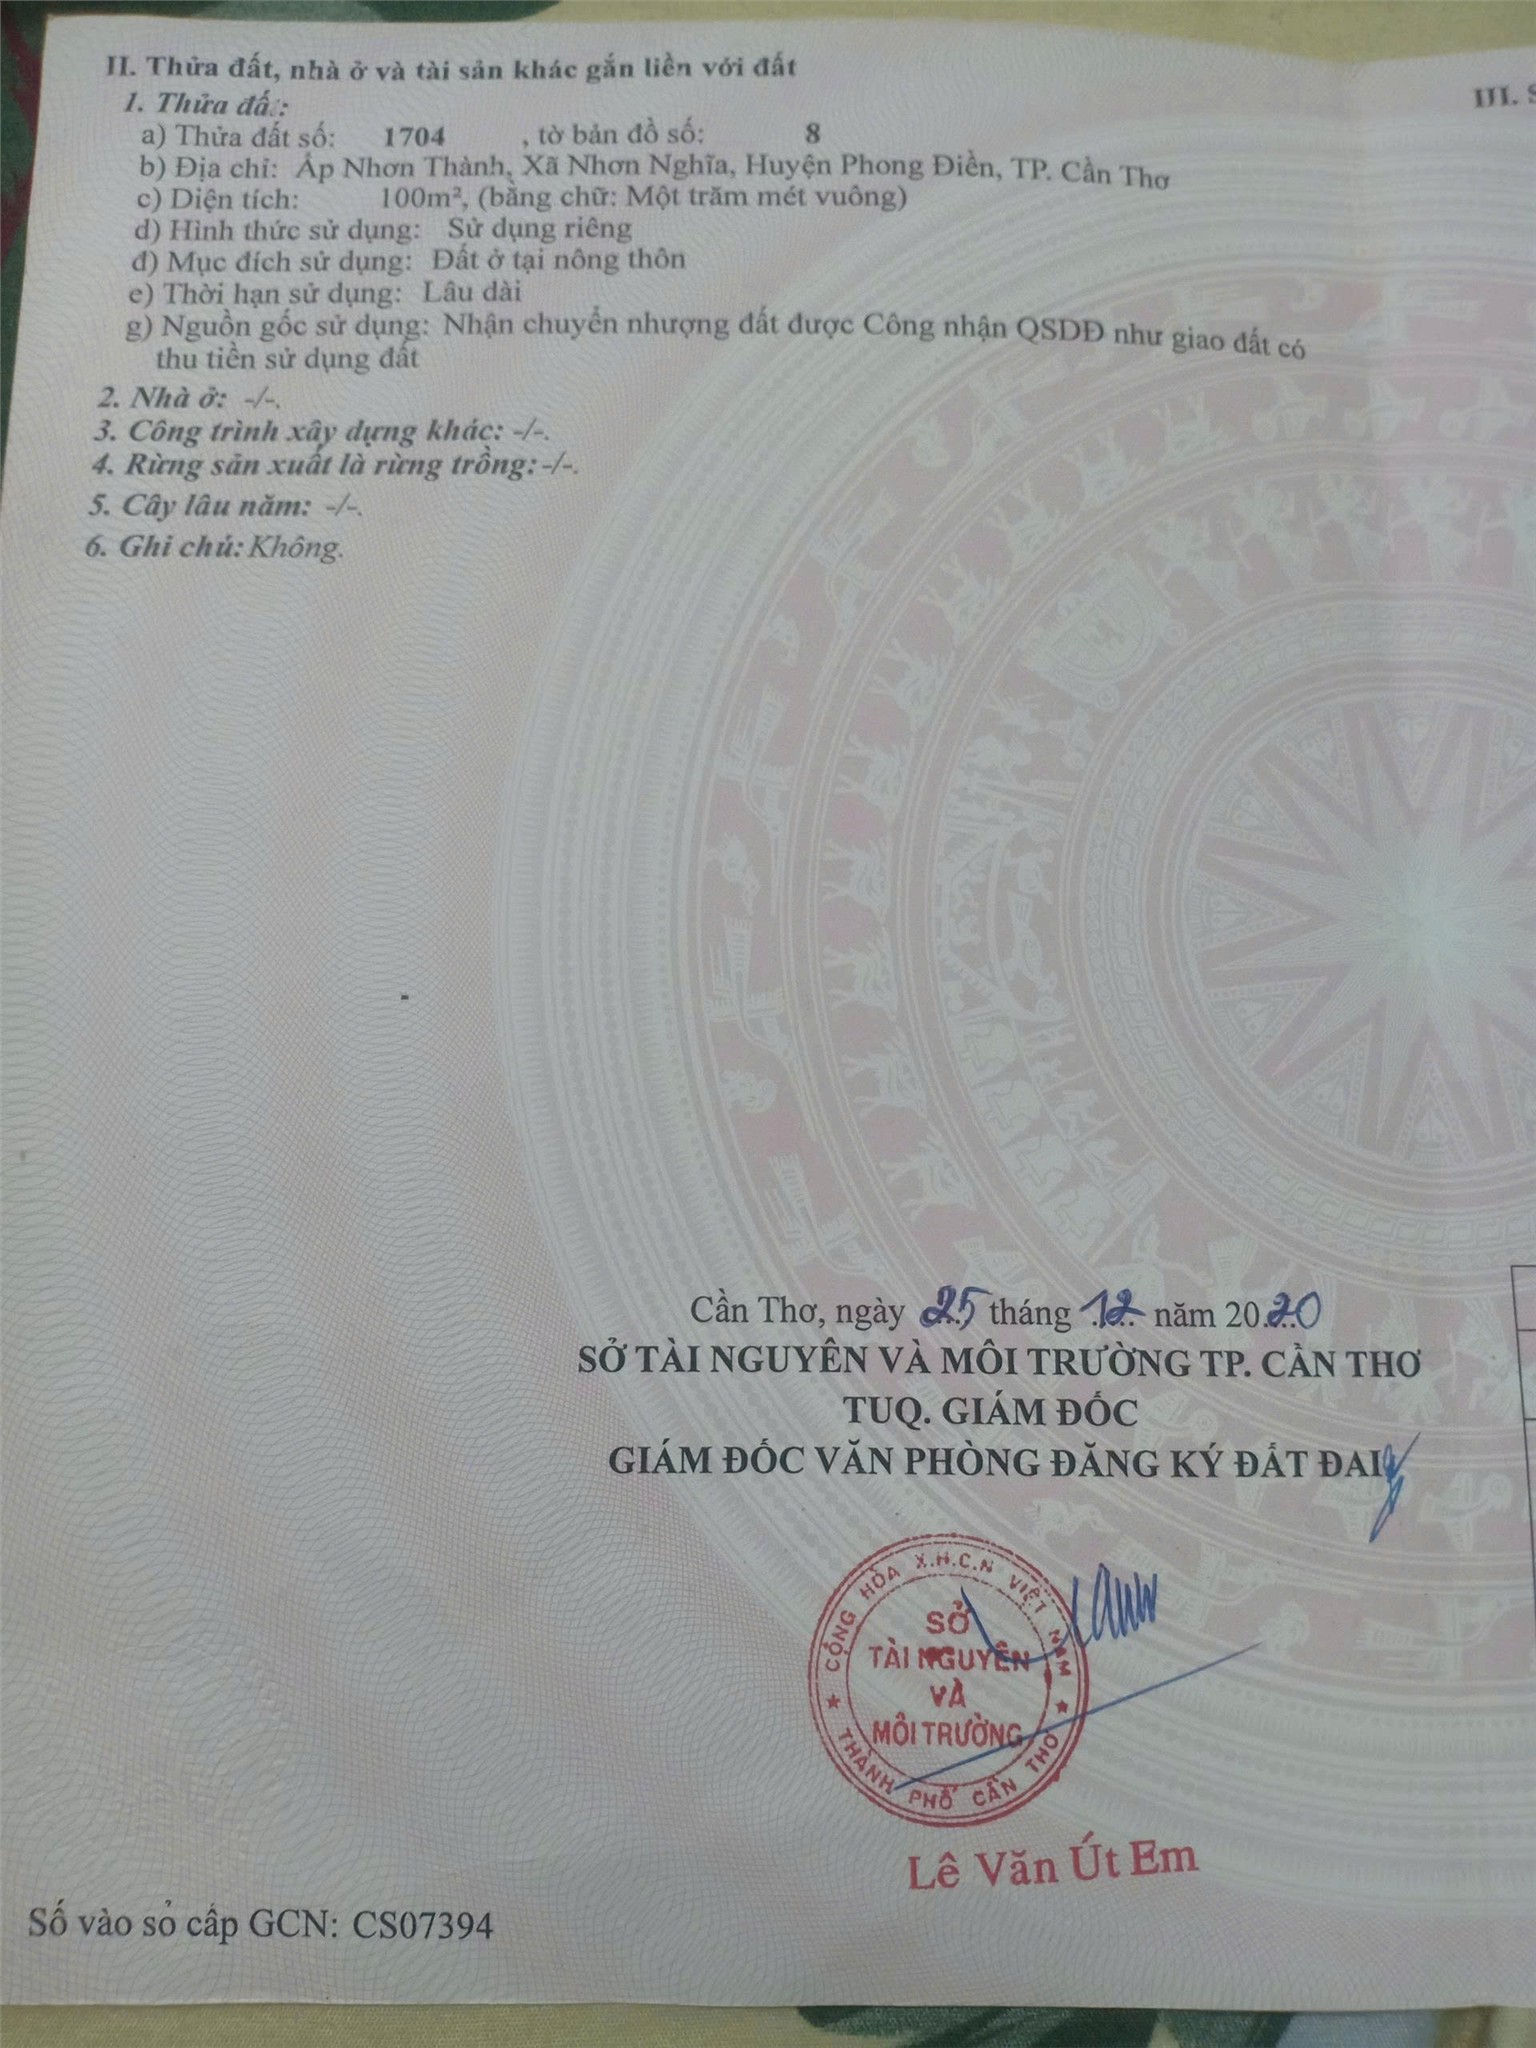 II. Thửa đất, nhà ở và tài sản khác gắn liền với đất
1. Thửa đất:
a) Thửa đất số: 1704 , tờ bản đồ số: 8
b) Địa chỉ: Ấp Nhơn Thành, Xã Nhơn Nghĩa, Huyện Phong Điền, TP. Cần Thơ
c) Diện tích: 100m², (bằng chữ: Một trăm mét vuông)
d) Hình thức sử dụng: Sử dụng riêng
đ) Mục đích sử dụng: Đất ở tại nông thôn
e) Thời hạn sử dụng: Lâu dài
g) Nguồn gốc sử dụng: Nhận chuyển nhượng đất được Công nhận QSDĐ như giao đất có
thu tiền sử dụng đất
2. Nhà ở: -/-.
3. Công trình xây dựng khác: -/-.
4. Rừng sản xuất là rừng trồng: -/-.
5. Cây lâu năm: -/-.
6. Ghi chú: Không.
III.
Cần Thơ, ngày 25 tháng 12 năm 2020
SỞ TÀI NGUYÊN VÀ MÔI TRƯỜNG TP. CẦN THƠ
TUQ. GIÁM ĐỐC
GIÁM ĐỐC VĂN PHÒNG ĐĂNG KÝ ĐẤT ĐAI
CỘNG HÒA X.H.C.N VIỆT NAM
SỞ
TÀI NGUYÊN
VÀ
MÔI TRƯỜNG
THÀNH PHỐ CẦN THƠ
Lê Văn Út Em
Số vào sổ cấp GCN: CS07394